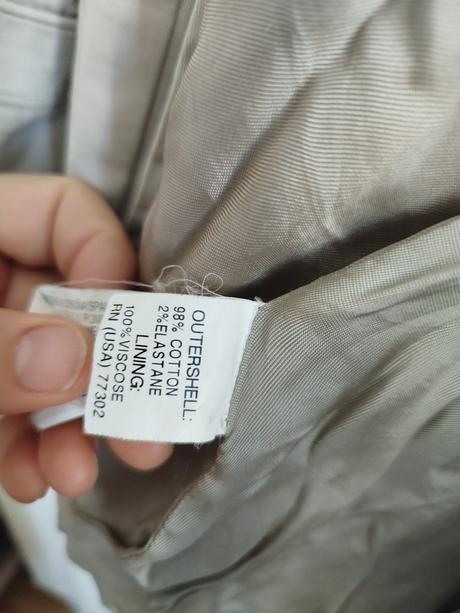 OUTERSHELL:
98% COTTON
2%ELASTANE
LINING:
100%VISCOSE
RN (USA) 77302